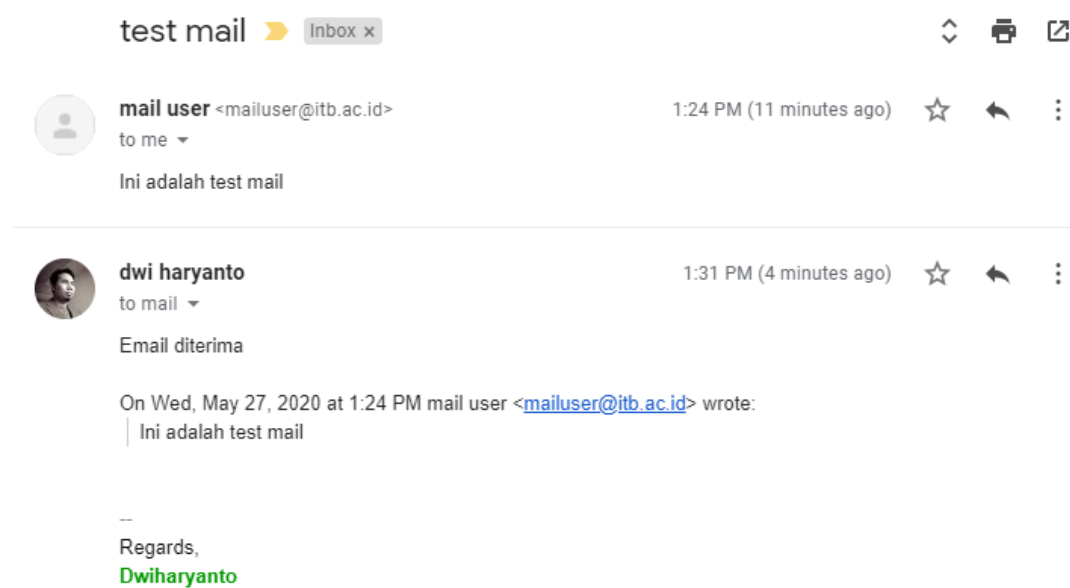 test mail Inbox x
mail user <mailuser@itb.ac.id> 1:24 PM (11 minutes ago)
to me
Ini adalah test mail
dwi haryanto 1:31 PM (4 minutes ago)
to mail
Email diterima
On Wed, May 27, 2020 at 1:24 PM mail user <mailuser@itb.ac.id> wrote:
Ini adalah test mail
--
Regards,
Dwiharyanto